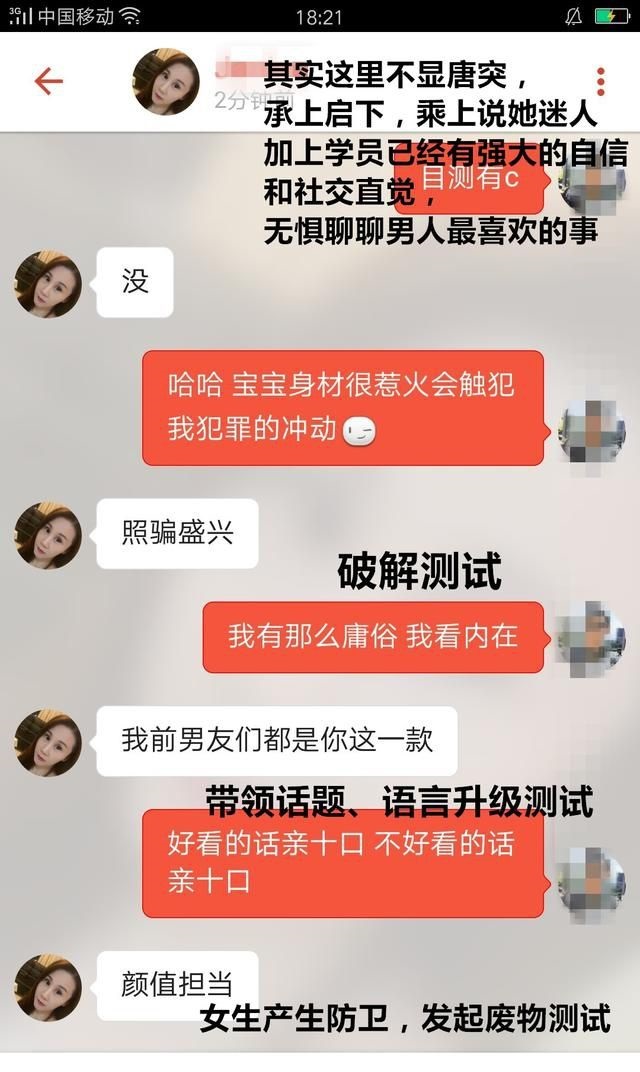 3G 中国移动 18:21
其实这里不显唐突，
2分钟前
承上启下，乘上说她迷人
加上学员已经有强大的自信
目测有c
和社交直觉，
无惧聊聊男人最喜欢的事
没
哈哈 宝宝身材很惹火会触犯
我犯罪的冲动
照骗盛兴
破解测试
我有那么庸俗 我看内在
我前男友们都是你这一款
带领话题、语言升级测试
好看的话亲十口 不好看的话
亲十口
颜值担当
女生产生防卫，发起废物测试